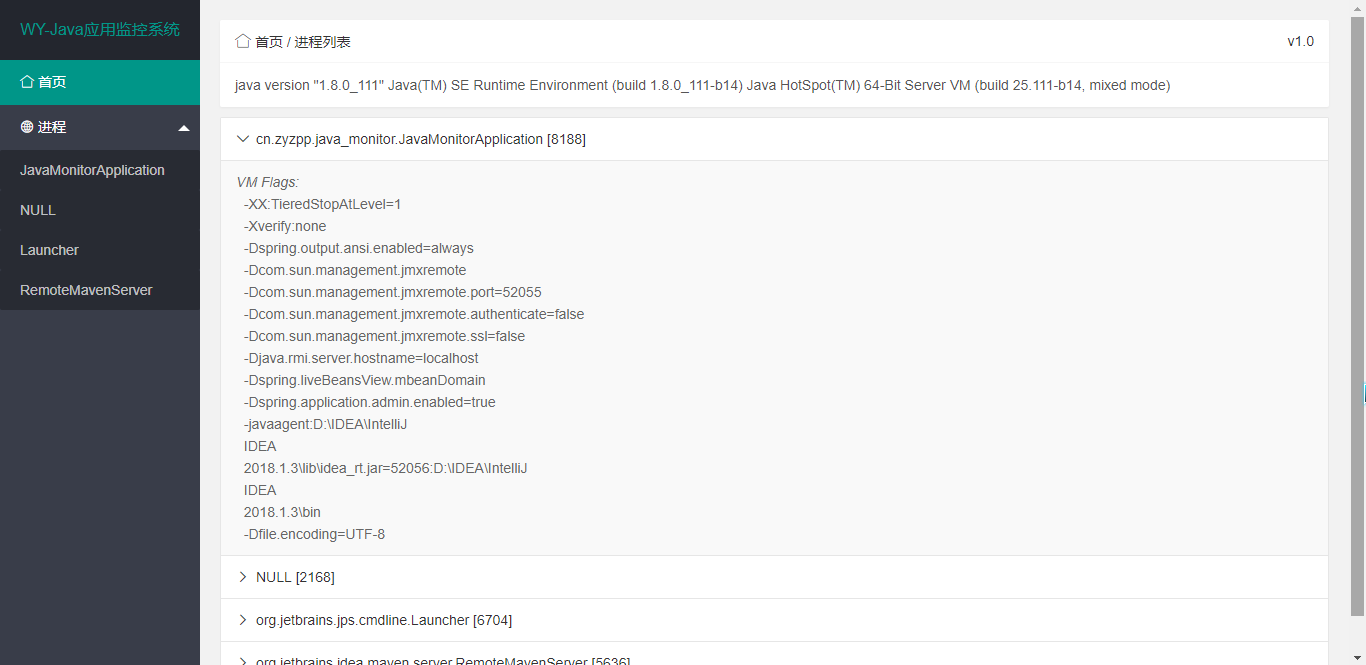 WY-Java应用监控系统
首页
进程
JavaMonitorApplication
NULL
Launcher
RemoteMavenServer
首页 / 进程列表
v1.0
java version "1.8.0_111" Java(TM) SE Runtime Environment (build 1.8.0_111-b14) Java HotSpot(TM) 64-Bit Server VM (build 25.111-b14, mixed mode)
cn.zyzpp.java_monitor.JavaMonitorApplication [8188]
VM Flags:
-XX:TieredStopAtLevel=1
-Xverify:none
-Dspring.output.ansi.enabled=always
-Dcom.sun.management.jmxremote
-Dcom.sun.management.jmxremote.port=52055
-Dcom.sun.management.jmxremote.authenticate=false
-Dcom.sun.management.jmxremote.ssl=false
-Djava.rmi.server.hostname=localhost
-Dspring.liveBeansView.mbeanDomain
-Dspring.application.admin.enabled=true
-javaagent:D:\IDEA\IntelliJ
IDEA
2018.1.3\lib\idea_rt.jar=52056:D:\IDEA\IntelliJ
IDEA
2018.1.3\bin
-Dfile.encoding=UTF-8
NULL [2168]
org.jetbrains.jps.cmdline.Launcher [6704]
org.jetbrains.idea.maven.server.RemoteMavenServer [5636]